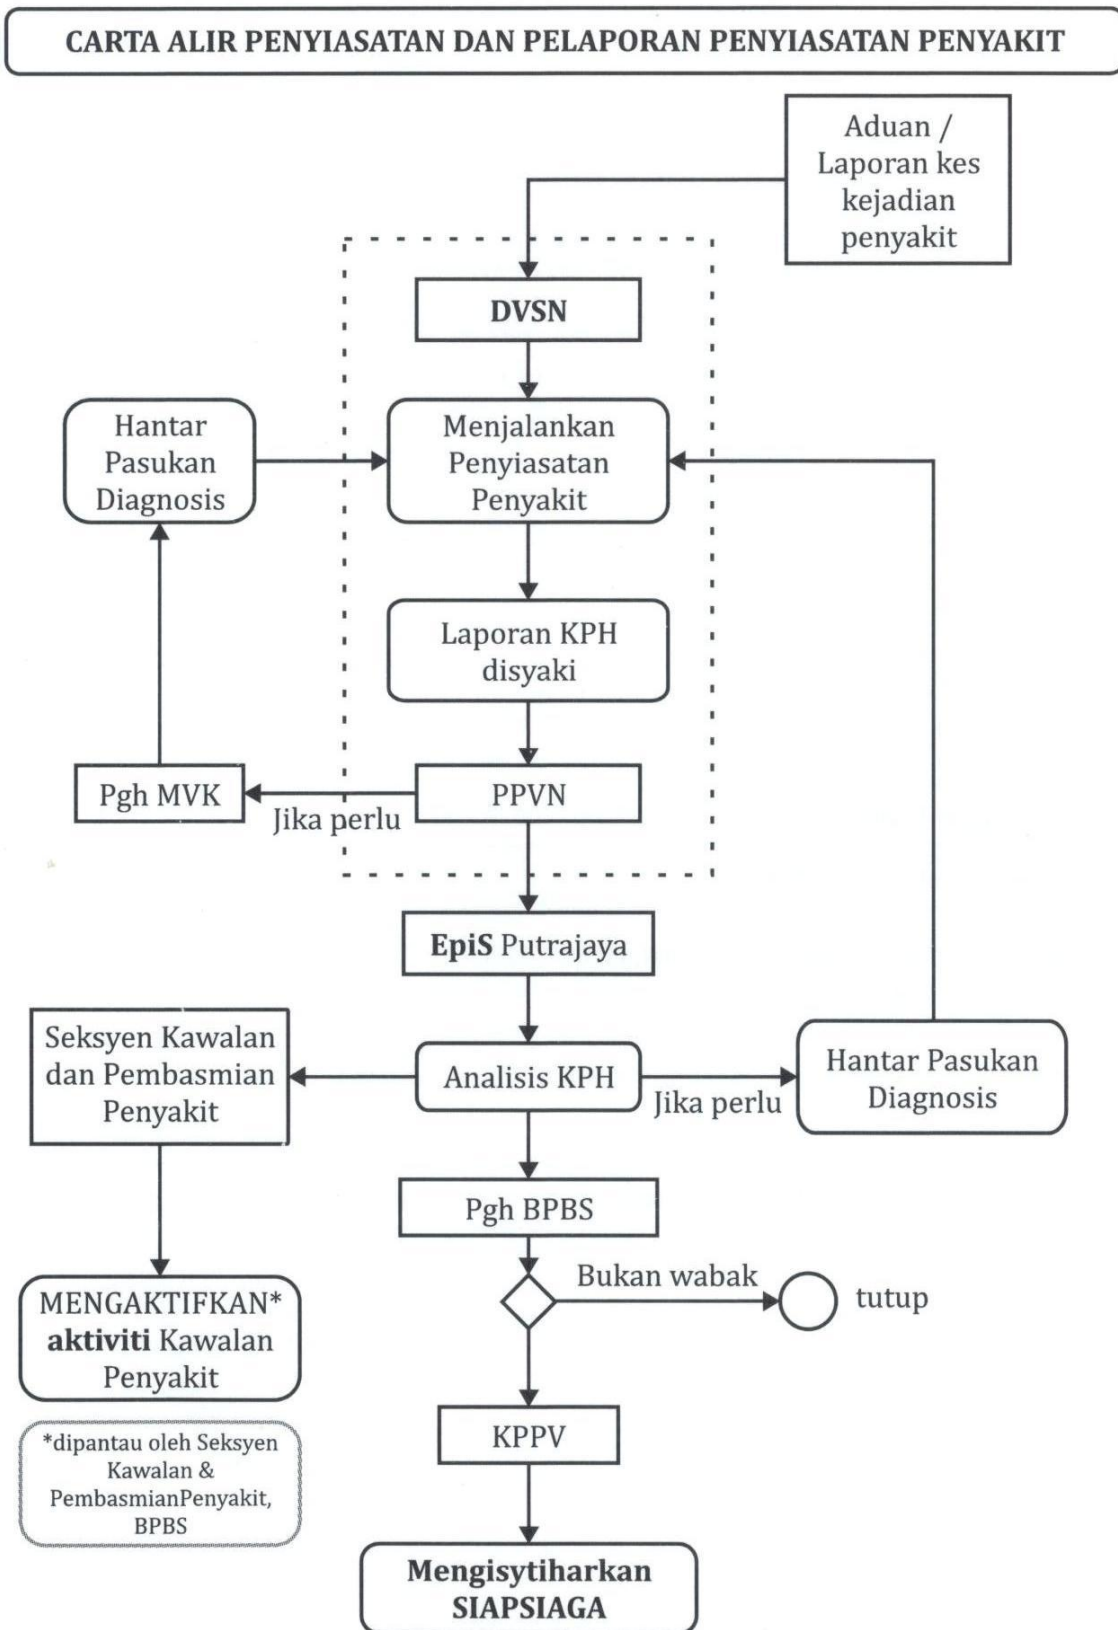 CARTA ALIR PENYIASATAN DAN PELAPORAN PENYIASATAN PENYAKIT
Aduan /
Laporan kes
kejadian
penyakit
DVSN
Hantar
Pasukan
Diagnosis
Menjalankan
Penyiasatan
Penyakit
Laporan KPH
disyaki
Pgh MVK
Jika perlu
PPVN
EpiS Putrajaya
Seksyen Kawalan
dan Pembasmian
Penyakit
Analisis KPH
Jika perlu
Hantar Pasukan
Diagnosis
Pgh BPBS
Bukan wabak
tutup
MENGAKTIFKAN*
aktiviti Kawalan
Penyakit
KPPV
*dipantau oleh Seksyen
Kawalan &
PembasmianPenyakit,
BPBS
Mengisytiharkan
SIAPSIAGA